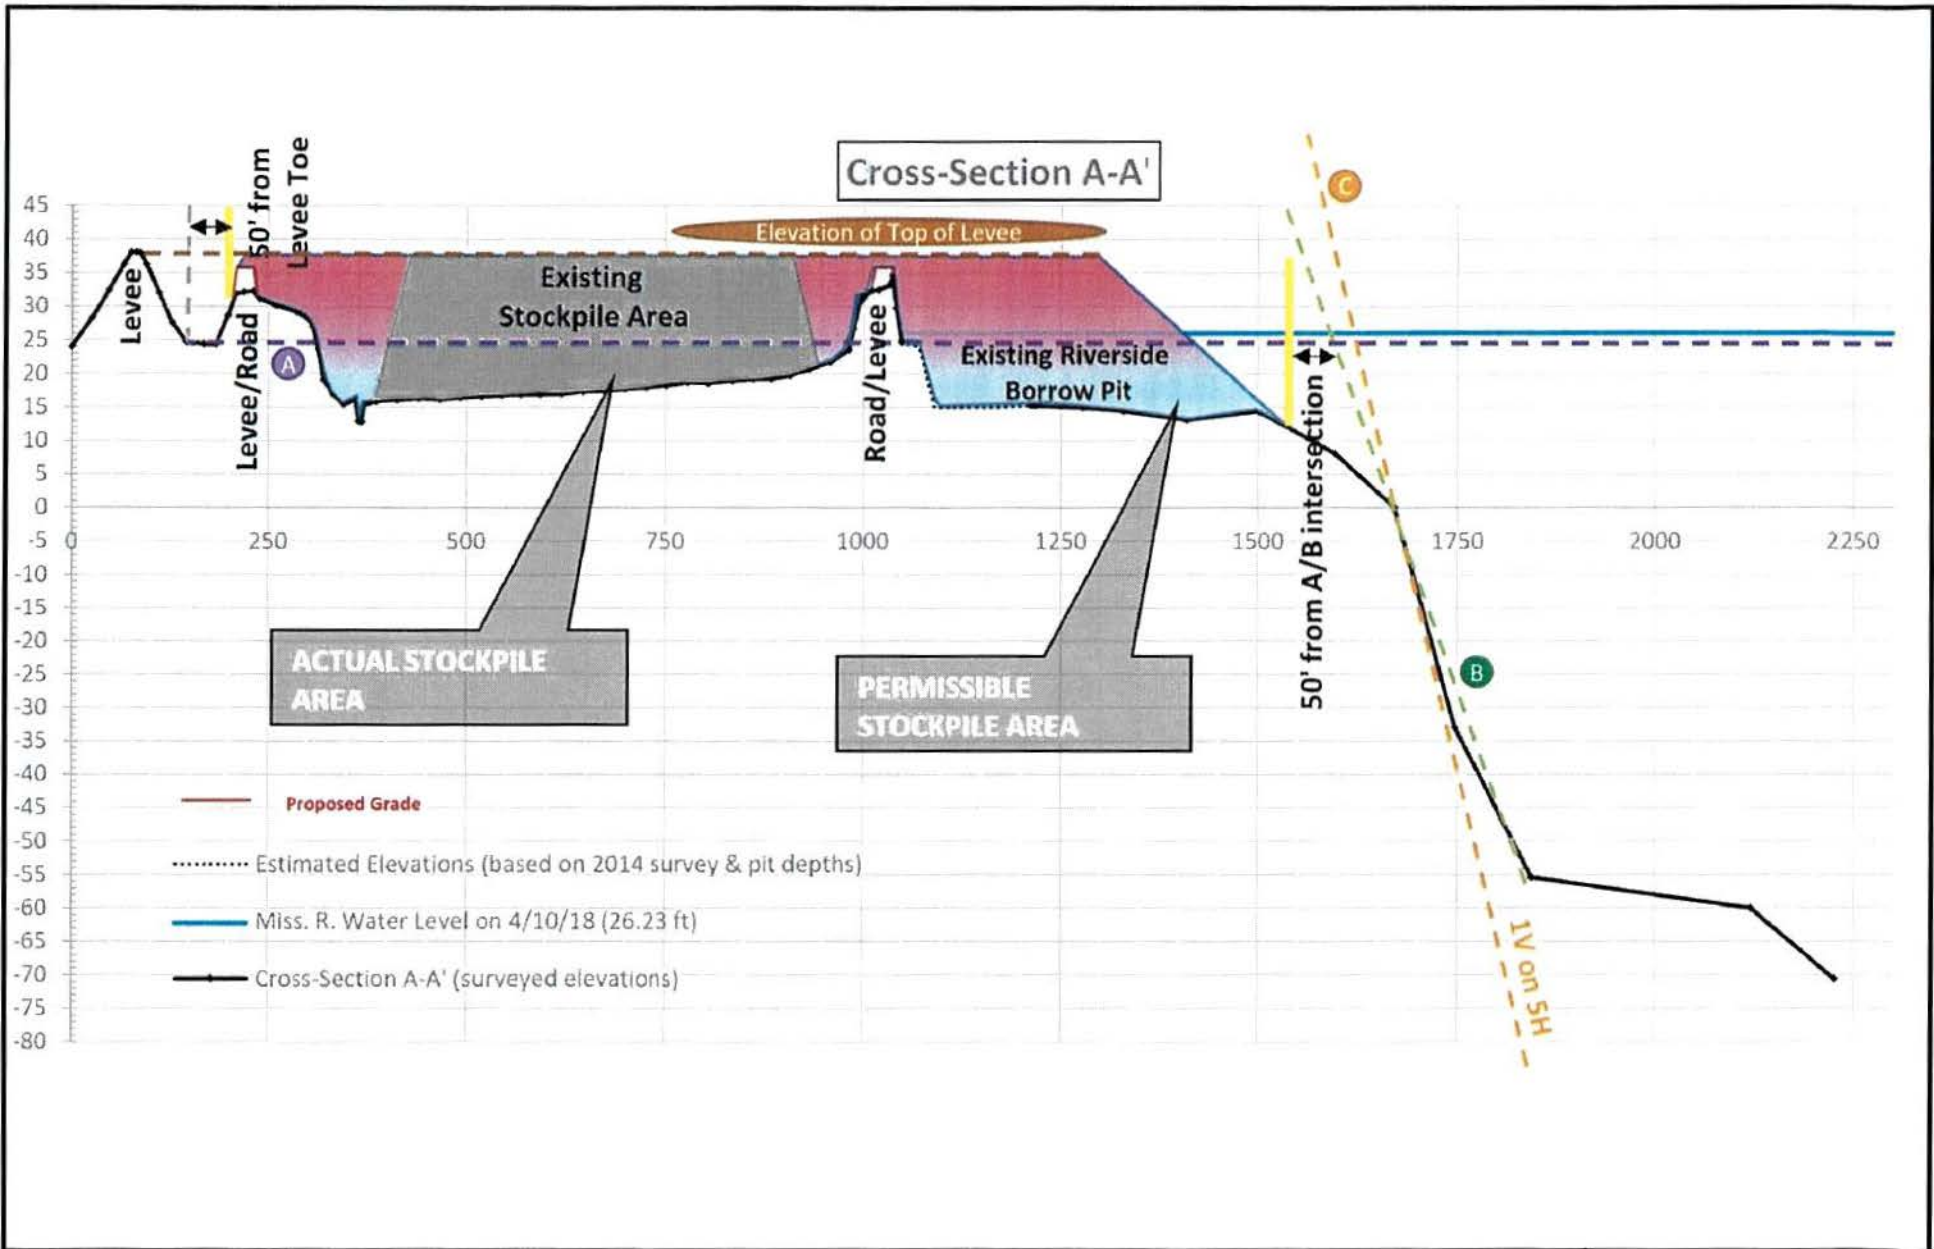 Cross-Section A-A'
50' from
Levee Toe
C
45
40
35
30
25
20
15
10
5
0
-5
-10
-15
-20
-25
-30
-35
-40
-45
-50
-55
-60
-65
-70
-75
-80
Elevation of Top of Levee
Levee
Levee/Road
A
Existing
Stockpile Area
Road/Levee
Existing Riverside
Borrow Pit
50' from A/B intersection
0
250
500
750
1000
1250
1500
1750
2000
2250
ACTUAL STOCKPILE
AREA
PERMISSIBLE
STOCKPILE AREA
B
Proposed Grade
Estimated Elevations (based on 2014 survey & pit depths)
Miss. R. Water Level on 4/10/18 (26.23 ft)
Cross-Section A-A' (surveyed elevations)
1V on 5H